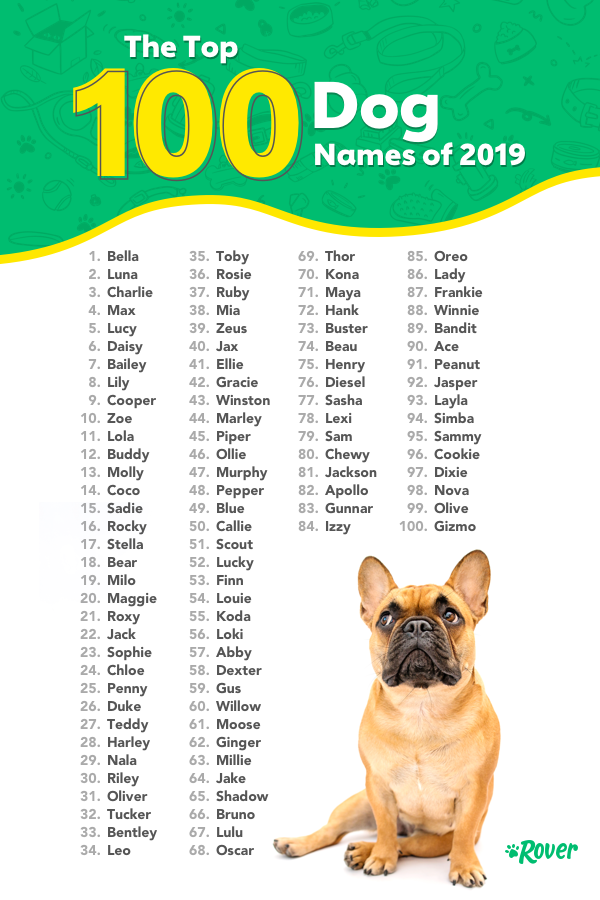 The Top
100
Dog
Names of 2019
1. Bella
2. Luna
3. Charlie
4. Max
5. Lucy
6. Daisy
7. Bailey
8. Lily
9. Cooper
10. Zoe
11. Lola
12. Buddy
13. Molly
14. Coco
15. Sadie
16. Rocky
17. Stella
18. Bear
19. Milo
20. Maggie
21. Roxy
22. Jack
23. Sophie
24. Chloe
25. Penny
26. Duke
27. Teddy
28. Harley
29. Nala
30. Riley
31. Oliver
32. Tucker
33. Bentley
34. Leo
35. Toby
36. Rosie
37. Ruby
38. Mia
39. Zeus
40. Jax
41. Ellie
42. Gracie
43. Winston
44. Marley
45. Piper
46. Ollie
47. Murphy
48. Pepper
49. Blue
50. Callie
51. Scout
52. Lucky
53. Finn
54. Louie
55. Koda
56. Loki
57. Abby
58. Dexter
59. Gus
60. Willow
61. Moose
62. Ginger
63. Millie
64. Jake
65. Shadow
66. Bruno
67. Lulu
68. Oscar
69. Thor
70. Kona
71. Maya
72. Hank
73. Buster
74. Beau
75. Henry
76. Diesel
77. Sasha
78. Lexi
79. Sam
80. Chewy
81. Jackson
82. Apollo
83. Gunnar
84. Izzy
85. Oreo
86. Lady
87. Frankie
88. Winnie
89. Bandit
90. Ace
91. Peanut
92. Jasper
93. Layla
94. Simba
95. Sammy
96. Cookie
97. Dixie
98. Nova
99. Olive
100. Gizmo
Rover